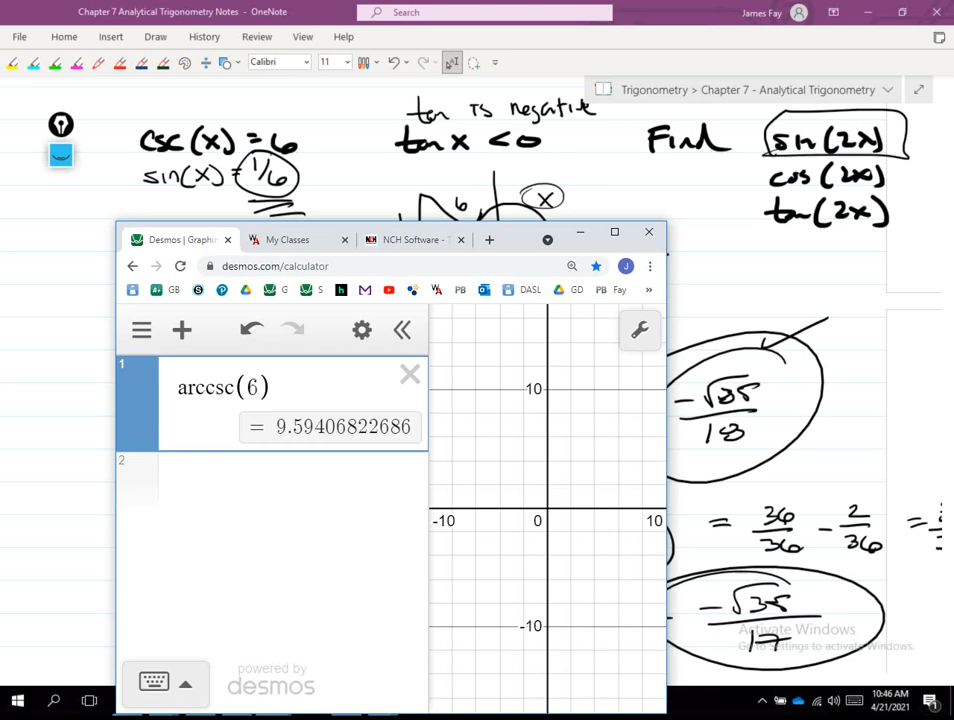 Chapter 7 Analytical Trigonometry Notes - OneNote
Search
James Fay
File Home Insert Draw History Review View Help
Calibri 11
Trigonometry > Chapter 7 - Analytical Trigonometry
tan is negative
csc(x) = 6 tan x < 0 Find sin(2x)
sin(x) = 1/6 cos(2x)
tan(2x)
6 x
Desmos | Graphin
My Classes
NCH Software - T
desmos.com/calculator
GB G S PB DASL GD PB Fay »
1
arccsc(6)
= 9.59406822686
2
10
-10 0 10
-10
-√35
18
= 36/36 - 2/36 =
-√35
17
powered by
desmos
Activate Windows
Go to Settings to activate Windows.
10:46 AM
4/21/2021